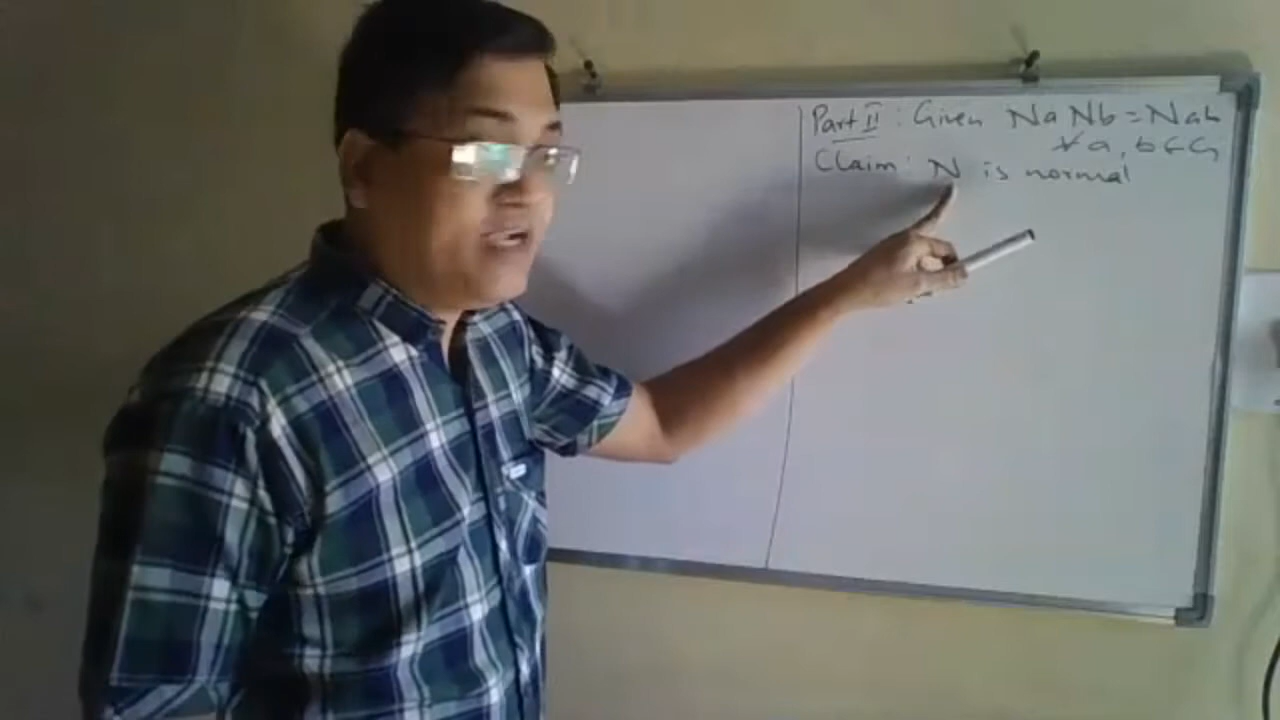 Part II : Given NaNb = Nab
∀ a, b ∈ G
Claim : N is normal